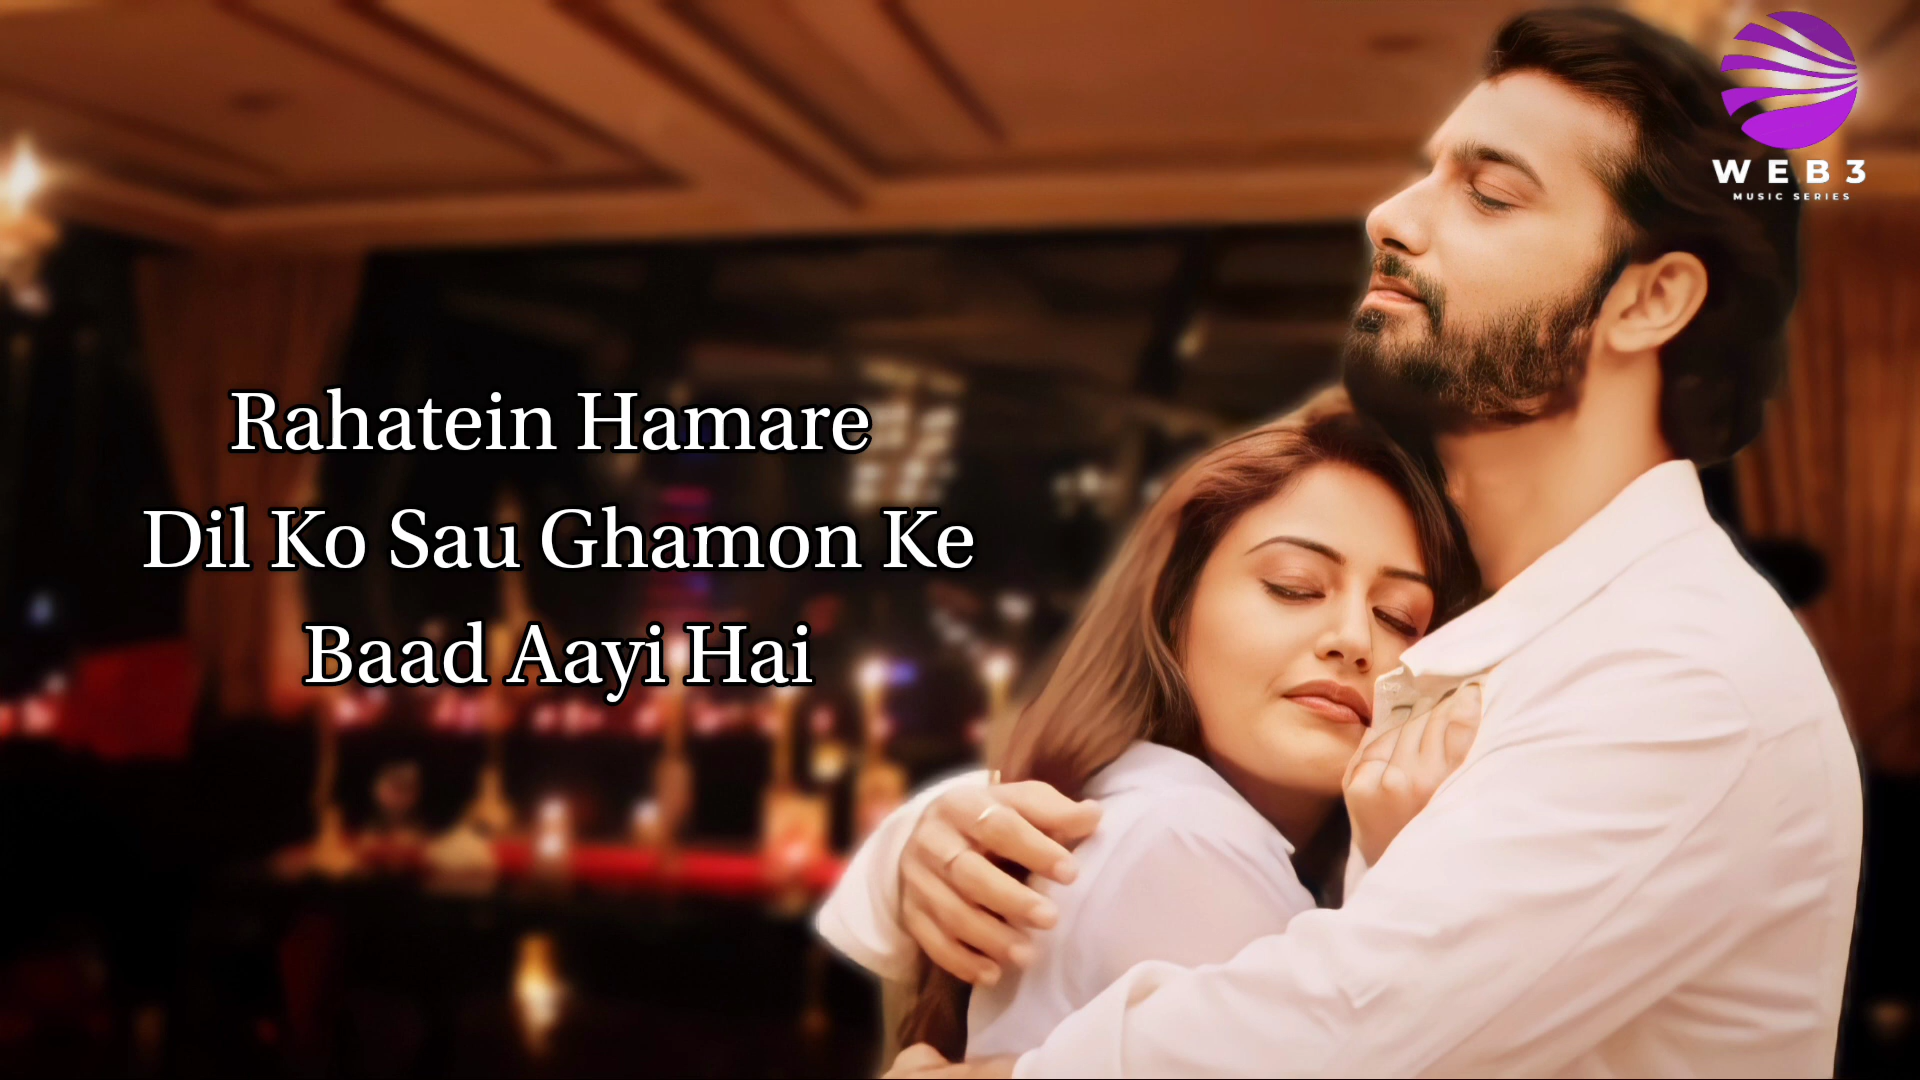 WEB3
MUSIC SERIES
Rahatein Hamare
Dil Ko Sau Ghamon Ke
Baad Aayi Hai